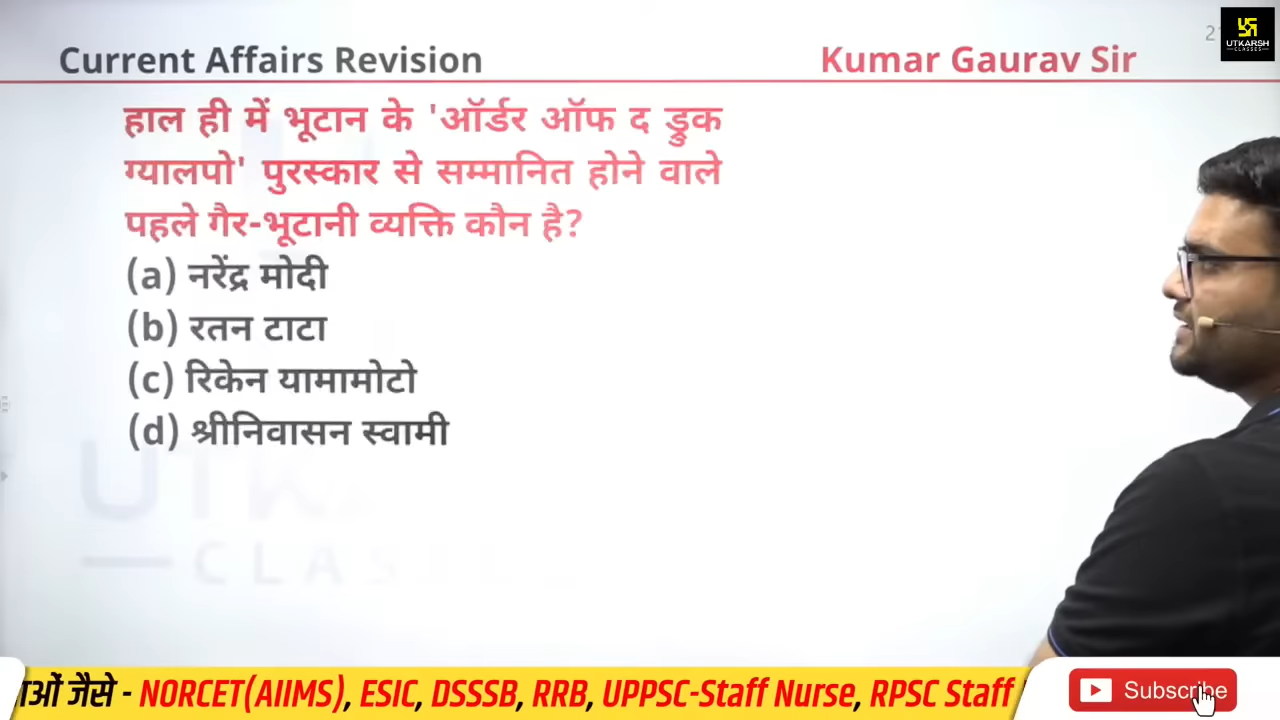 Current Affairs Revision
Kumar Gaurav Sir
UTKARSH
CLASSES
हाल ही में भूटान के 'ऑर्डर ऑफ द ड्रुक
ग्यालपो' पुरस्कार से सम्मानित होने वाले
पहले गैर-भूटानी व्यक्ति कौन है?
(a) नरेंद्र मोदी
(b) रतन टाटा
(c) रिकेन यामामोटो
(d) श्रीनिवासन स्वामी
जैसे - NORCET(AIIMS), ESIC, DSSSB, RRB, UPPSC-Staff Nurse, RPSC Staff
Subscribe